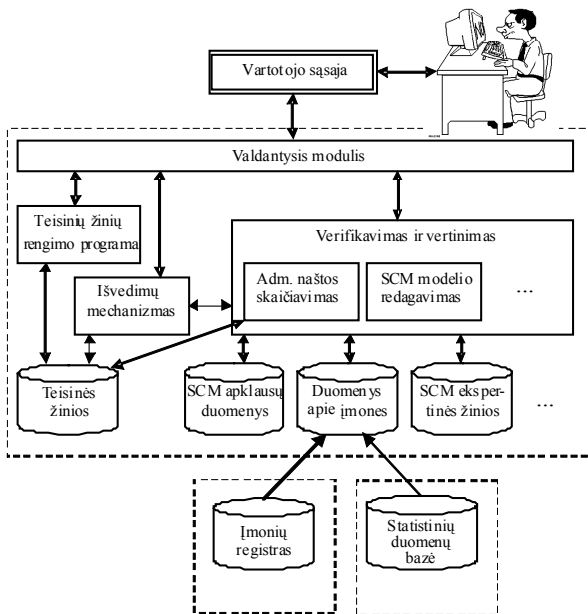 Vartotojo sąsaja
Valdantysis modulis
Teisinių žinių
rengimo programa
Verifikavimas ir vertinimas
Išvedimų
mechanizmas
Adm. naštos
skaičiavimas
SCM modelio
redagavimas
...
Teisinės
žinios
SCM apklausų
duomenys
Duomenys
apie įmones
SCM eksper-
tinės žinios
...
Įmonių
registras
Statistinių
duomenų
bazė